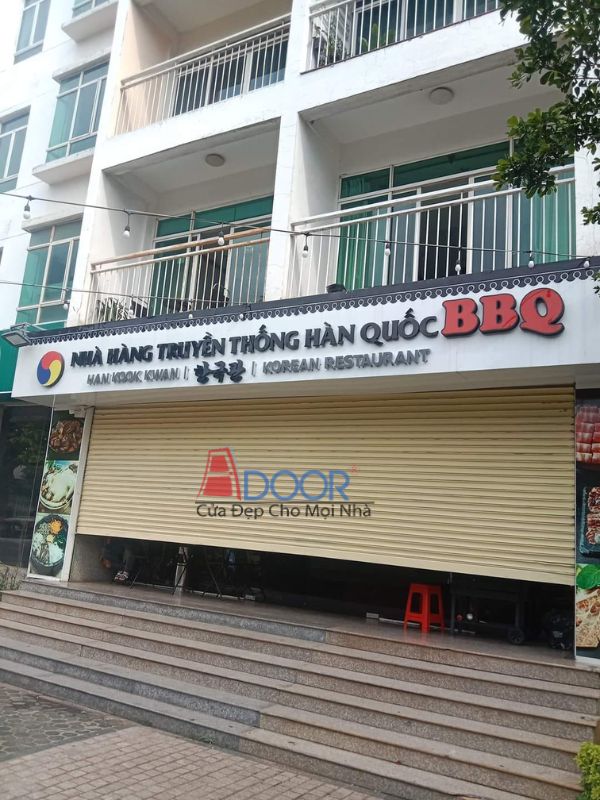 NHÀ HÀNG TRUYỀN THỐNG HÀN QUỐC BBQ
HAN KOOK KWAN | 한국관 | KOREAN RESTAURANT
ADOOR®
Cửa Đẹp Cho Mọi Nhà